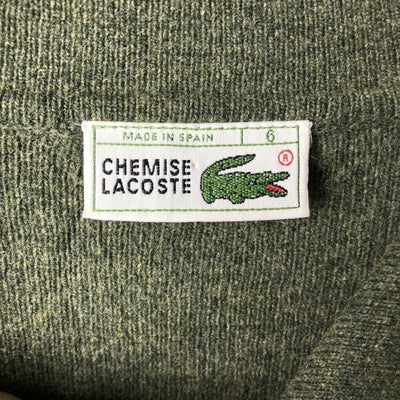 MADE IN SPAIN 6
CHEMISE ®
LACOSTE